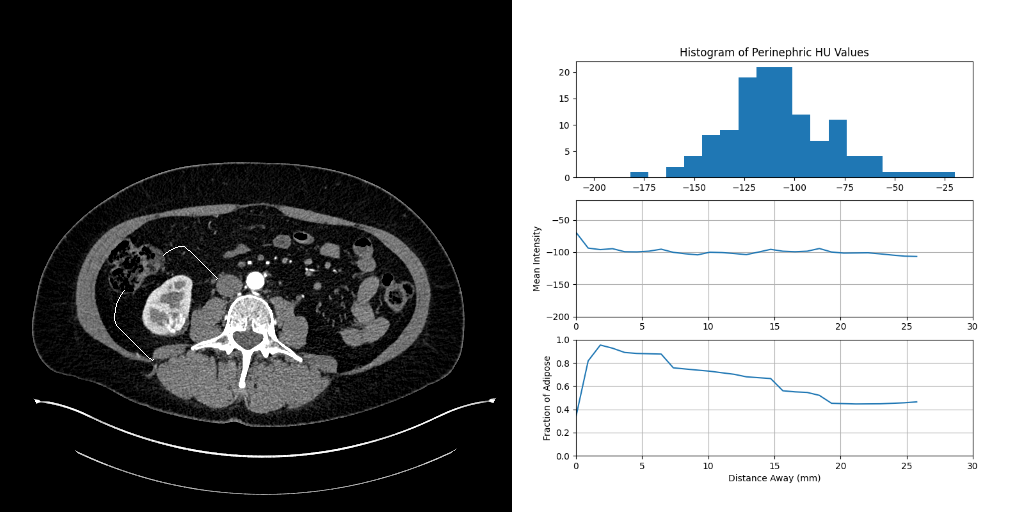 Histogram of Perinephric HU Values
20
15
10
5
0
−200 −175 −150 −125 −100 −75 −50 −25
Mean Intensity
−50
−100
−150
−200
0 5 10 15 20 25 30
Fraction of Adipose
1.0
0.8
0.6
0.4
0.2
0.0
0 5 10 15 20 25 30
Distance Away (mm)